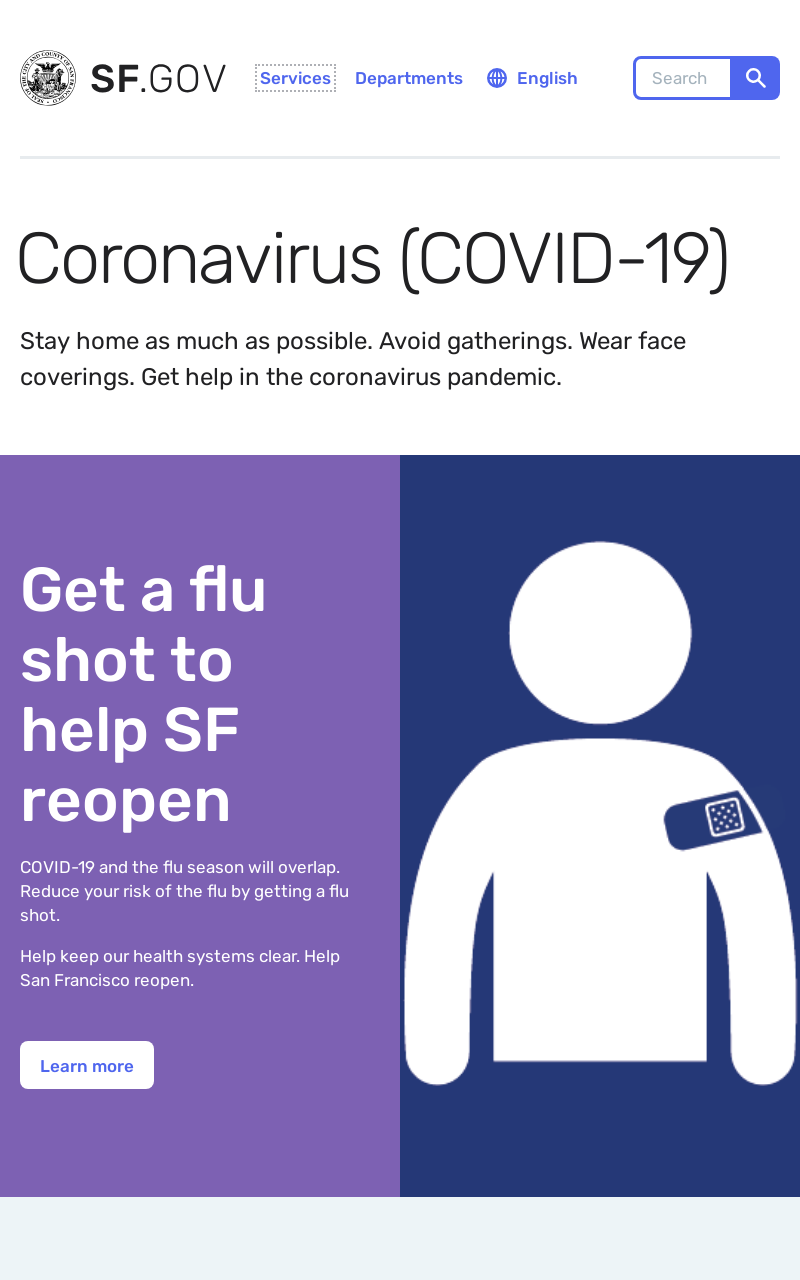 SF.GOV
Services
Departments
English
Search
Coronavirus (COVID-19)
Stay home as much as possible. Avoid gatherings. Wear face
coverings. Get help in the coronavirus pandemic.
Get a flu
shot to
help SF
reopen
COVID-19 and the flu season will overlap.
Reduce your risk of the flu by getting a flu
shot.
Help keep our health systems clear. Help
San Francisco reopen.
Learn more